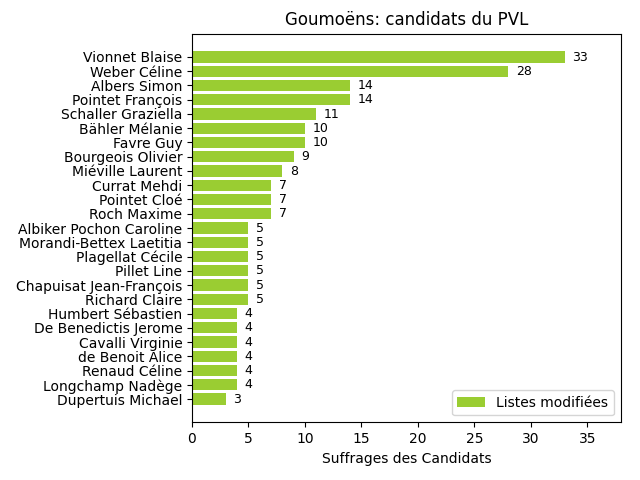 Goumoëns: candidats du PVL
Vionnet Blaise 33
Weber Céline 28
Albers Simon 14
Pointet François 14
Schaller Graziella 11
Bähler Mélanie 10
Favre Guy 10
Bourgeois Olivier 9
Miéville Laurent 8
Currat Mehdi 7
Pointet Cloé 7
Roch Maxime 7
Albiker Pochon Caroline 5
Morandi-Bettex Laetitia 5
Plagellat Cécile 5
Pillet Line 5
Chapuisat Jean-François 5
Richard Claire 5
Humbert Sébastien 4
De Benedictis Jerome 4
Cavalli Virginie 4
de Benoit Alice 4
Renaud Céline 4
Longchamp Nadège 4
Dupertuis Michael 3
Listes modifiées
0 5 10 15 20 25 30 35
Suffrages des Candidats